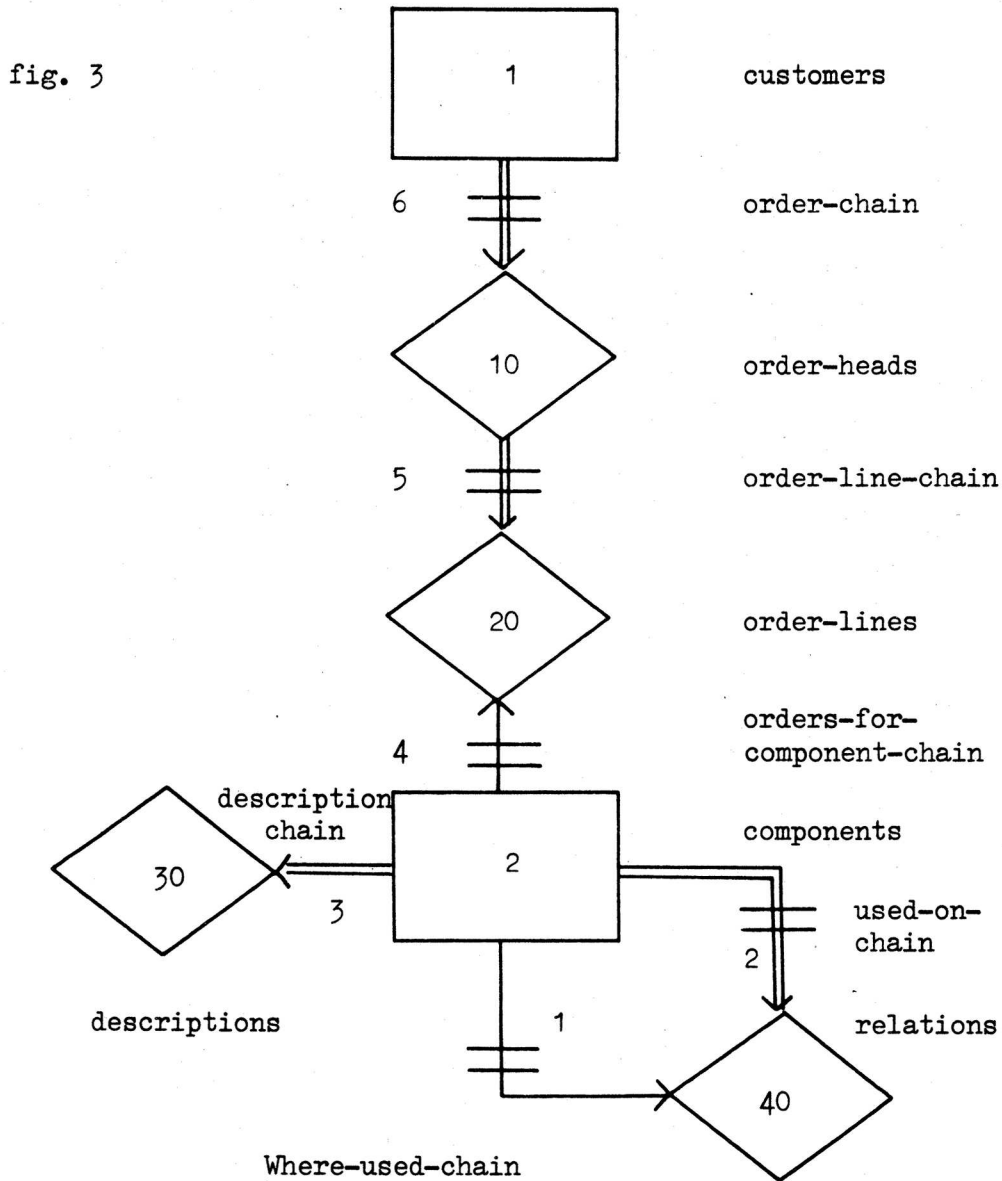 fig. 3
1
customers
6
order-chain
10
order-heads
5
order-line-chain
20
order-lines
4
orders-for-
component-chain
description
chain
components
30
2
3
used-on-
chain
2
descriptions
1
relations
40
Where-used-chain